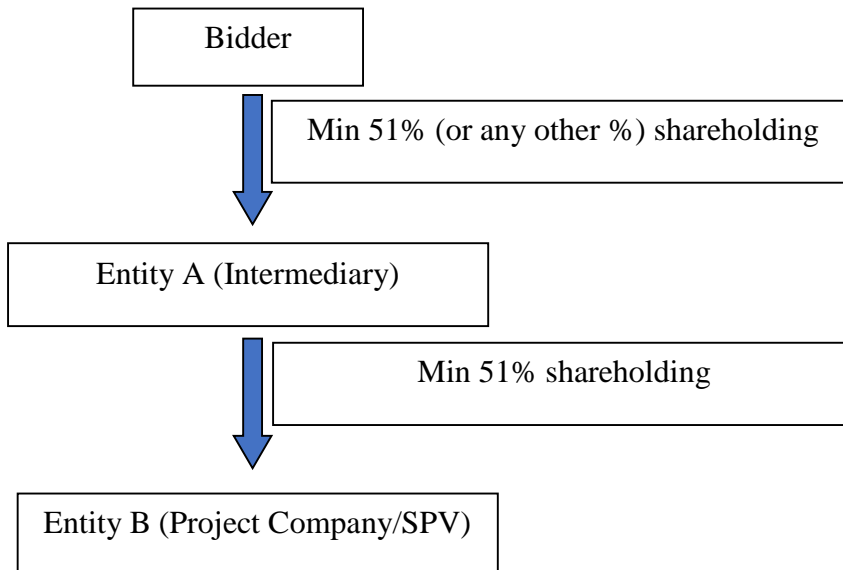 Bidder
Min 51% (or any other %) shareholding
Entity A (Intermediary)
Min 51% shareholding
Entity B (Project Company/SPV)